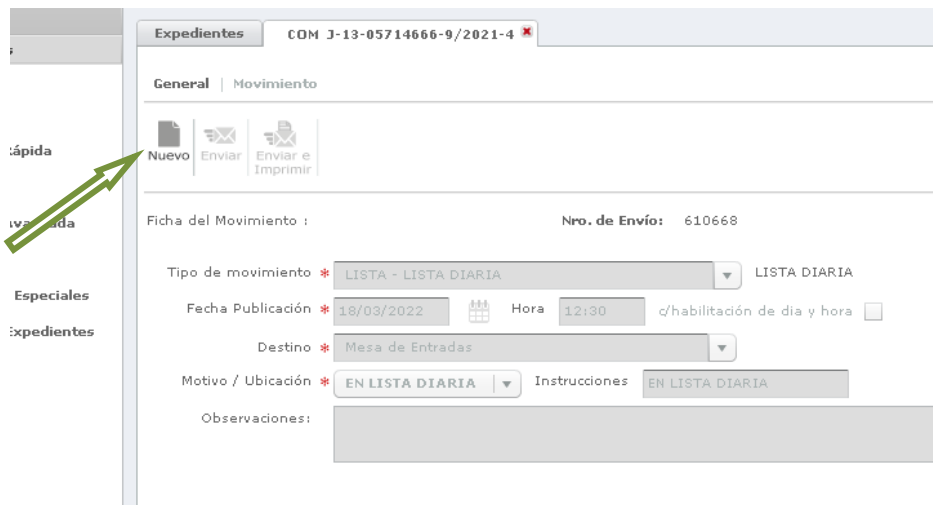 Expedientes COM J-13-05714666-9/2021-4
General | Movimiento
Nuevo Enviar Enviar e Imprimir
Ficha del Movimiento : Nro. de Envío: 610668
Tipo de movimiento * LISTA - LISTA DIARIA LISTA DIARIA
Fecha Publicación * 18/03/2022 Hora 12:30 c/habilitación de dia y hora
Destino * Mesa de Entradas
Motivo / Ubicación * EN LISTA DIARIA Instrucciones EN LISTA DIARIA
Observaciones:
Especiales